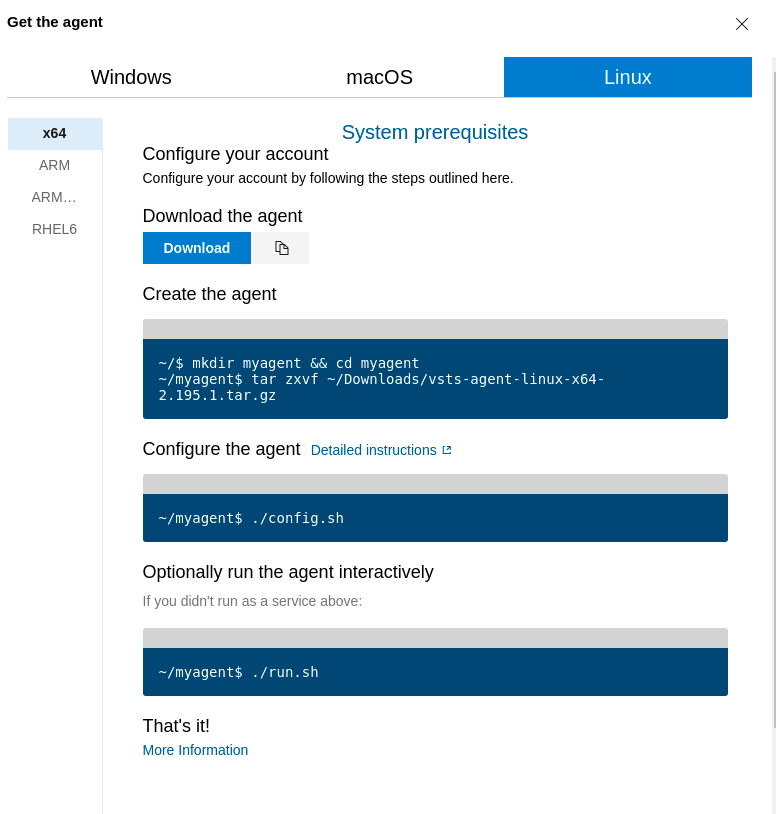 Get the agent
Windows
macOS
Linux
x64
ARM
ARM…
RHEL6
System prerequisites
Configure your account
Configure your account by following the steps outlined here.
Download the agent
Download
Create the agent
~/$ mkdir myagent && cd myagent
~/myagent$ tar zxvf ~/Downloads/vsts-agent-linux-x64-
2.195.1.tar.gz
Configure the agent Detailed instructions
~/myagent$ ./config.sh
Optionally run the agent interactively
If you didn't run as a service above:
~/myagent$ ./run.sh
That's it!
More Information